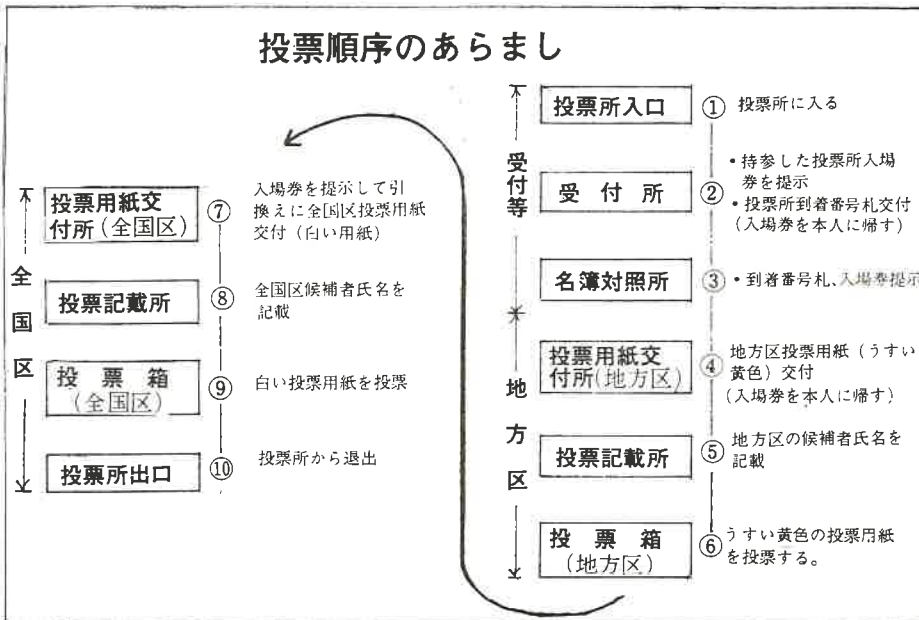 投票順序のあらまし
受付等
投票所入口
①
投票所に入る
受付所
②
・持参した投票所入場
券を提示
・投票所到着番号札交付
(入場券を本人に帰す)
名簿対照所
③
・到着番号札、入場券提示
地方区
投票用紙交
付所(地方区)
④
地方区投票用紙(うすい
黄色)交付
(入場券を本人に帰す)
投票記載所
⑤
地方区の候補者氏名を
記載
投票箱
(地方区)
⑥
うすい黄色の投票用紙
を投票する。
全国区
投票用紙交
付所(全国区)
⑦
入場券を提示して引
換えに全国区投票用紙
交付(白い用紙)
投票記載所
⑧
全国区候補者氏名を
記載
投票箱
(全国区)
⑨
白い投票用紙を投票
投票所出口
⑩
投票所から退出